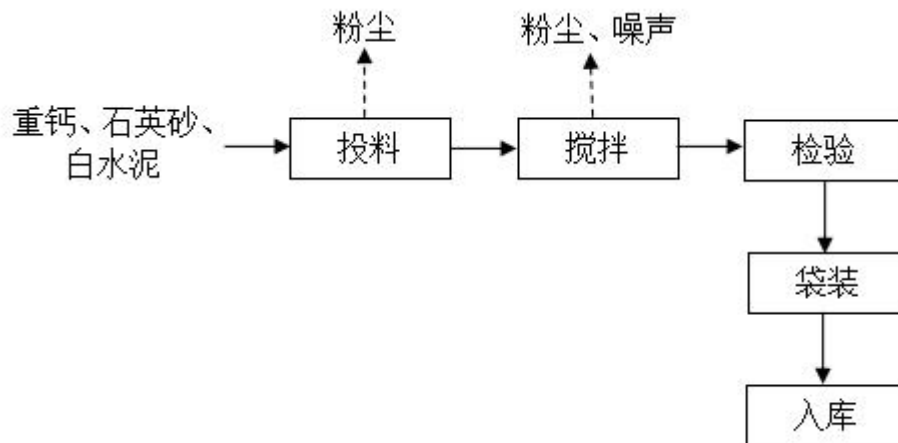 粉尘
粉尘、噪声
重钙、石英砂、
白水泥
投料
搅拌
检验
袋装
入库